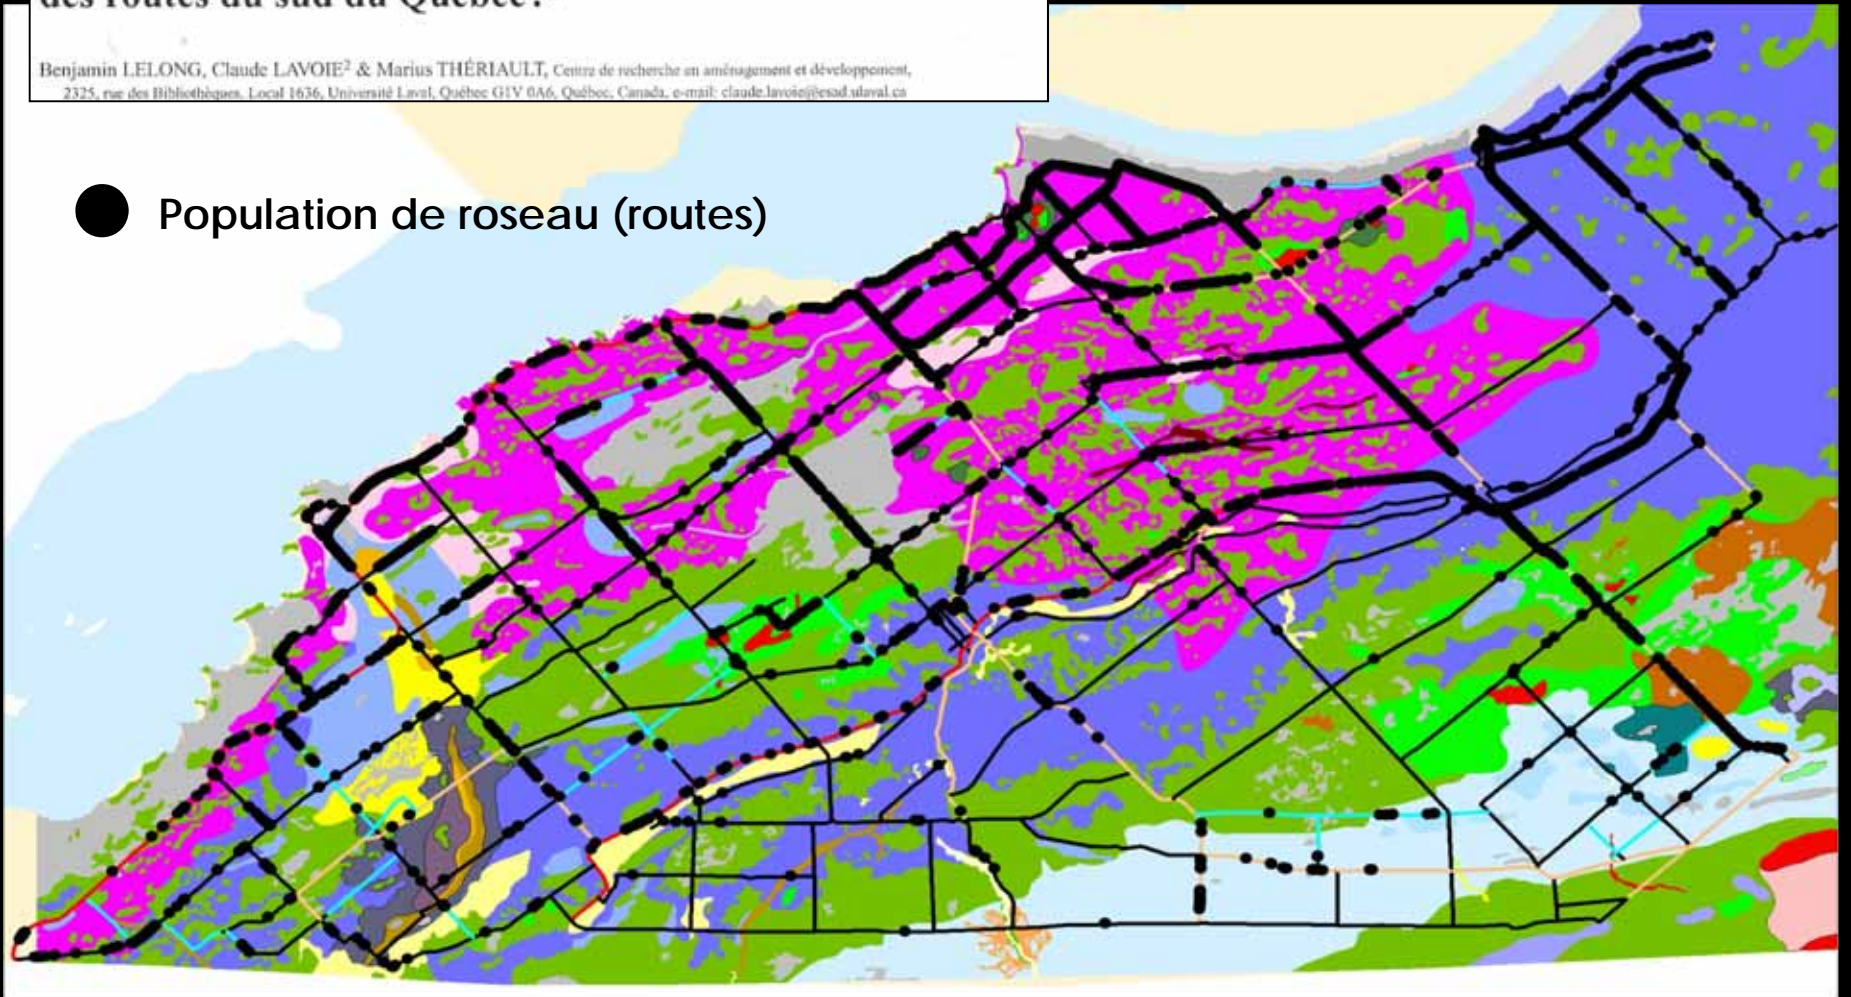 des routes du sud du Québec?
Benjamin LELONG, Claude LAVOIE² & Marius THÉRIAULT, Centre de recherche en aménagement et développement,
2325, rue des Bibliothèques, Local 1636, Université Laval, Québec G1V 0A6, Québec, Canada, e-mail: claude.lavoie@esad.ulaval.ca
Population de roseau (routes)